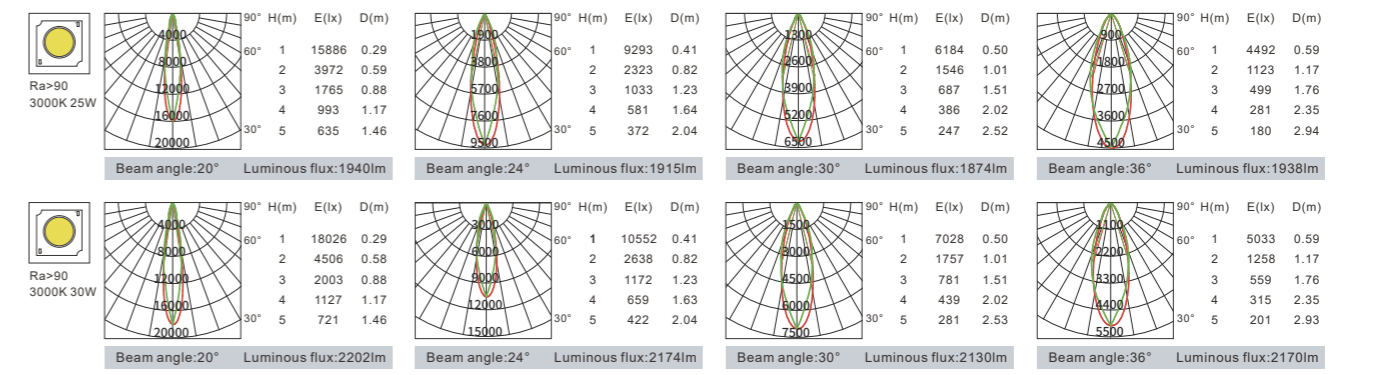 Ra>90
3000K 25W
4000
8000
12000
16000
20000
90° H(m) E(lx) D(m)
60° 1 15886 0.29
2 3972 0.59
3 1765 0.88
4 993 1.17
30° 5 635 1.46
Beam angle:20° Luminous flux:1940lm
1900
3800
5700
7600
9500
90° H(m) E(lx) D(m)
60° 1 9293 0.41
2 2323 0.82
3 1033 1.23
4 581 1.64
30° 5 372 2.04
Beam angle:24° Luminous flux:1915lm
1300
2600
3900
5200
6500
90° H(m) E(lx) D(m)
60° 1 6184 0.50
2 1546 1.01
3 687 1.51
4 386 2.02
30° 5 247 2.52
Beam angle:30° Luminous flux:1874lm
900
1800
2700
3600
4500
90° H(m) E(lx) D(m)
60° 1 4492 0.59
2 1123 1.17
3 499 1.76
4 281 2.35
30° 5 180 2.94
Beam angle:36° Luminous flux:1938lm
Ra>90
3000K 30W
4000
8000
12000
16000
20000
90° H(m) E(lx) D(m)
60° 1 18026 0.29
2 4506 0.58
3 2003 0.88
4 1127 1.17
30° 5 721 1.46
Beam angle:20° Luminous flux:2202lm
3000
6000
9000
12000
15000
90° H(m) E(lx) D(m)
60° 1 10552 0.41
2 2638 0.82
3 1172 1.23
4 659 1.63
30° 5 422 2.04
Beam angle:24° Luminous flux:2174lm
1500
3000
4500
6000
7500
90° H(m) E(lx) D(m)
60° 1 7028 0.50
2 1757 1.01
3 781 1.51
4 439 2.02
30° 5 281 2.53
Beam angle:30° Luminous flux:2130lm
1100
2200
3300
4400
5500
90° H(m) E(lx) D(m)
60° 1 5033 0.59
2 1258 1.17
3 559 1.76
4 315 2.35
30° 5 201 2.93
Beam angle:36° Luminous flux:2170lm